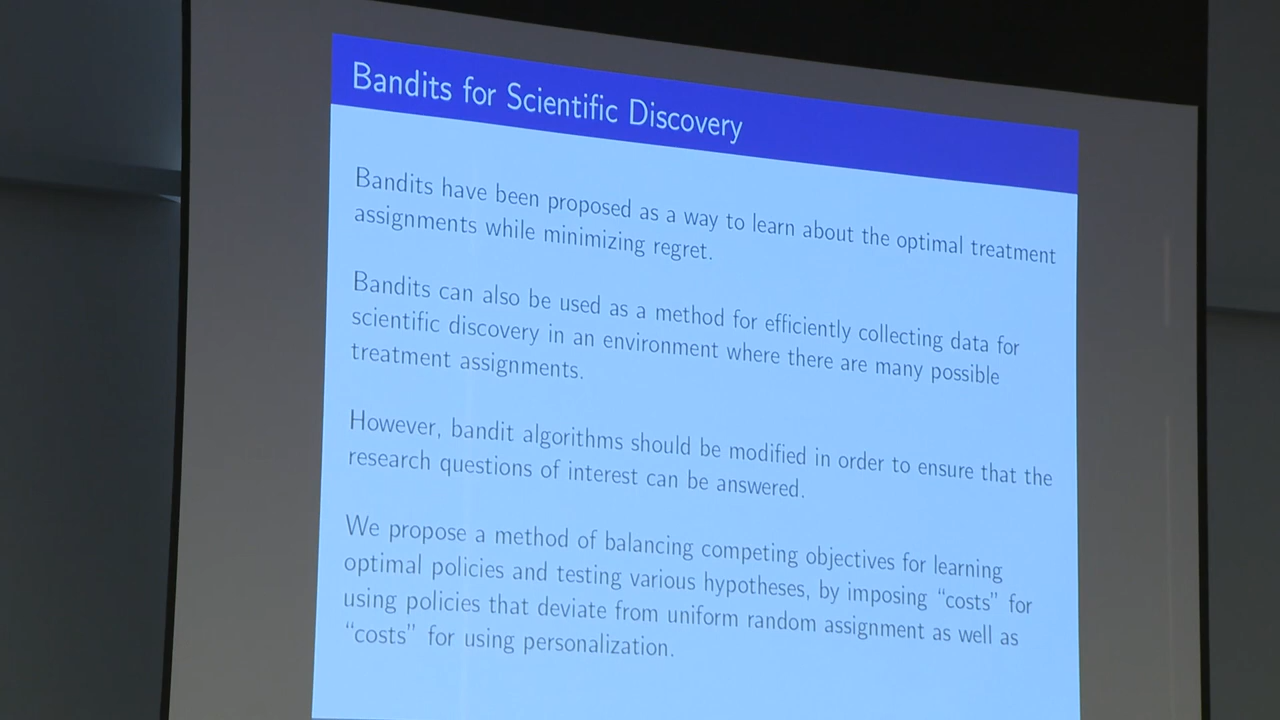 Bandits for Scientific Discovery
Bandits have been proposed as a way to learn about the optimal treatment
assignments while minimizing regret.
Bandits can also be used as a method for efficiently collecting data for
scientific discovery in an environment where there are many possible
treatment assignments.
However, bandit algorithms should be modified in order to ensure that the
research questions of interest can be answered.
We propose a method of balancing competing objectives for learning
optimal policies and testing various hypotheses, by imposing “costs” for
using policies that deviate from uniform random assignment as well as
“costs” for using personalization.